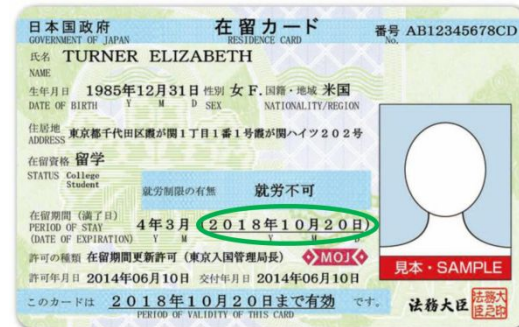 日本国政府 在留カード 番号 AB12345678CD
GOVERNMENT OF JAPAN RESIDENCE CARD No.
氏名 TURNER ELIZABETH
NAME
生年月日 1985年12月31日 性別 女 F. 国籍・地域 米国
DATE OF BIRTH Y M D SEX NATIONALITY/REGION
住居地 東京都千代田区霞が関1丁目1番1号霞が関ハイツ202号
ADDRESS
在留資格 留学
STATUS College Student
就労制限の有無 就労不可
在留期間(満了日) 4年3月(2018年10月20日)
PERIOD OF STAY Y M Y M D
(DATE OF EXPIRATION)
許可の種類 在留期間更新許可(東京入国管理局長) MOJ
許可年月日 2014年06月10日 交付年月日 2014年06月10日
見本・SAMPLE
このカードは 2018年10月20日まで有効 です。
PERIOD OF VALIDITY OF THIS CARD
法務大臣